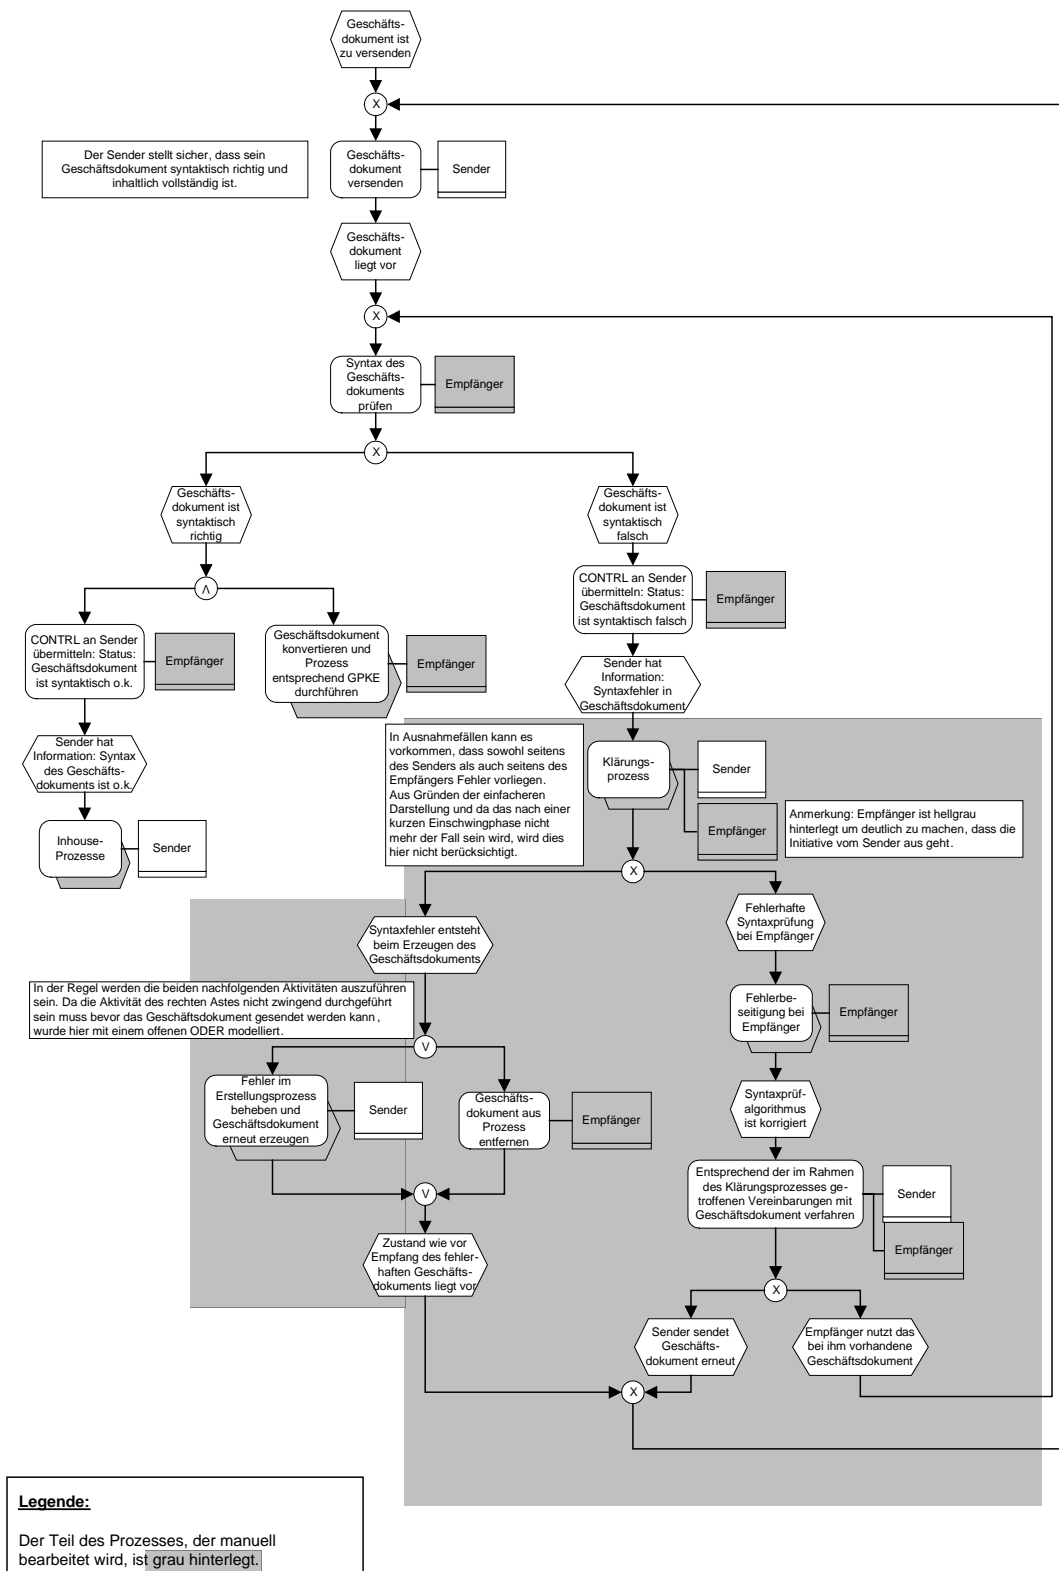 Geschäfts-
dokument ist
zu versenden
X
Der Sender stellt sicher, dass sein
Geschäftsdokument syntaktisch richtig und
inhaltlich vollständig ist.
Geschäfts-
dokument
versenden
Sender
Geschäfts-
dokument
liegt vor
X
Syntax des
Geschäfts-
dokuments
prüfen
Empfänger
X
Geschäfts-
dokument ist
syntaktisch
richtig
Geschäfts-
dokument ist
syntaktisch
falsch
Λ
CONTRL an Sender
übermitteln: Status:
Geschäftsdokument
ist syntaktisch falsch
Empfänger
CONTRL an Sender
übermitteln: Status:
Geschäftsdokument
ist syntaktisch o.k.
Empfänger
Geschäftsdokument
konvertieren und
Prozess
entsprechend GPKE
durchführen
Empfänger
Sender hat
Information:
Syntaxfehler in
Geschäftsdokument
Sender hat
Information: Syntax
des Geschäfts-
dokuments ist o.k.
In Ausnahmefällen kann es
vorkommen, dass sowohl seitens
des Senders als auch seitens des
Empfängers Fehler vorliegen.
Aus Gründen der einfacheren
Darstellung und da das nach einer
kurzen Einschwingphase nicht
mehr der Fall sein wird, wird dies
hier nicht berücksichtigt.
Klärungs-
prozess
Sender
Empfänger
Anmerkung: Empfänger ist hellgrau
hinterlegt um deutlich zu machen, dass die
Initiative vom Sender aus geht.
Inhouse-
Prozesse
Sender
X
Syntaxfehler entsteht
beim Erzeugen des
Geschäftsdokuments
Fehlerhafte
Syntaxprüfung
bei Empfänger
In der Regel werden die beiden nachfolgenden Aktivitäten auszuführen
sein. Da die Aktivität des rechten Astes nicht zwingend durchgeführt
sein muss bevor das Geschäftsdokument gesendet werden kann,
wurde hier mit einem offenen ODER modelliert.
Fehlerbe-
seitigung bei
Empfänger
Empfänger
V
Fehler im
Erstellungsprozess
beheben und
Geschäftsdokument
erneut erzeugen
Sender
Geschäfts-
dokument aus
Prozess
entfernen
Empfänger
Syntaxprüf-
algorithmus
ist korrigiert
Entsprechend der im Rahmen
des Klärungsprozesses ge-
troffenen Vereinbarungen mit
Geschäftsdokument verfahren
Sender
Empfänger
V
Zustand wie vor
Empfang des fehler-
haften Geschäfts-
dokuments liegt vor
X
Sender sendet
Geschäfts-
dokument erneut
Empfänger nutzt das
bei ihm vorhandene
Geschäftsdokument
X
Legende:
Der Teil des Prozesses, der manuell
bearbeitet wird, ist grau hinterlegt.